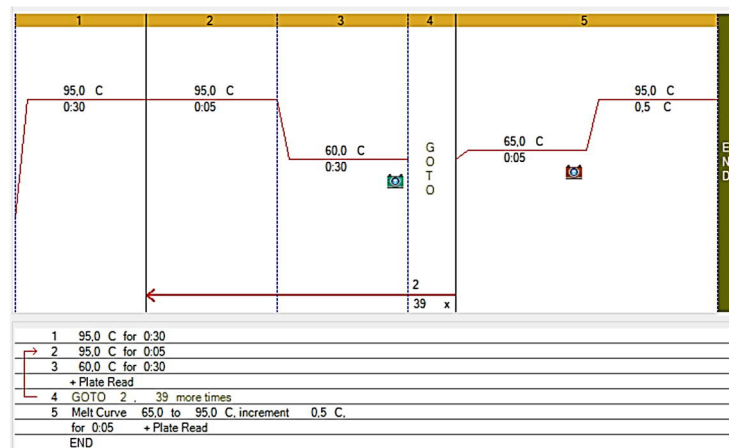 1 2 3 4 5
95,0 C 95,0 C 95,0 C
0:30 0:05 0,5 C
60,0 C 65,0 C
0:30 0:05
GOTO
END
2
39 x
1 95,0 C for 0:30
2 95,0 C for 0:05
3 60,0 C for 0:30
+ Plate Read
4 GOTO 2 , 39 more times
5 Melt Curve 65,0 to 95,0 C, increment 0,5 C,
for 0:05 + Plate Read
END